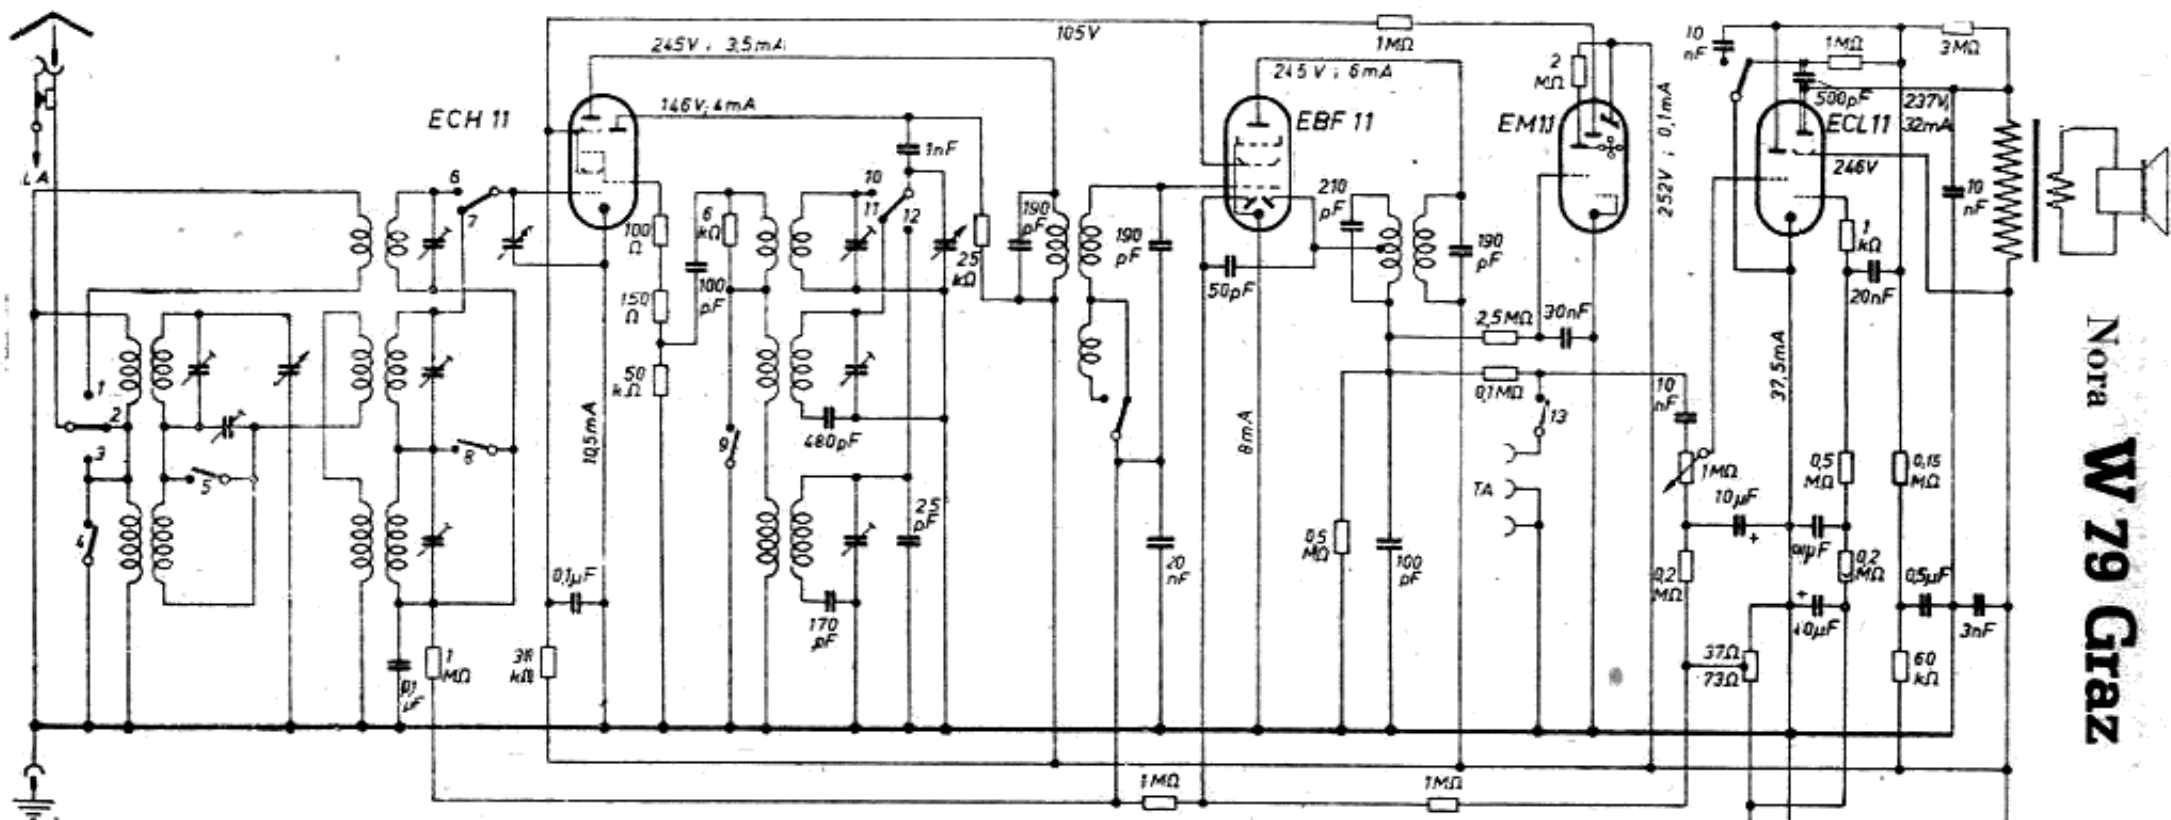 105V
1MΩ
245V ; 3,5mA
245V ; 6mA
2
MΩ
10
nF
1MΩ
3MΩ
146V; 4mA
ECH 11
EBF 11
EM11
252V ; 0,1mA
500pF
237V,
32mA
ECL11
246V
LA
1nF
6
7
10
11
12
100
Ω
6
kΩ
190
pF
190
pF
210
pF
190
pF
10
nF
1
kΩ
25
kΩ
100
pF
150
Ω
50pF
20nF
2,5MΩ
30nF
50
kΩ
0,1MΩ
10
nF
37,5mA
1
2
3
4
5
8
9
13
10,5mA
480pF
8mA
TA
1MΩ
0,5
MΩ
0,15
MΩ
10µF
25
pF
0,5
MΩ
20
nF
100
pF
0,2
MΩ
0,2
MΩ
0,5µF
3nF
0,1µF
170
pF
37Ω
73Ω
60
kΩ
0,1
µF
1
MΩ
kΩ
1MΩ
1MΩ
Nora W 79 Graz